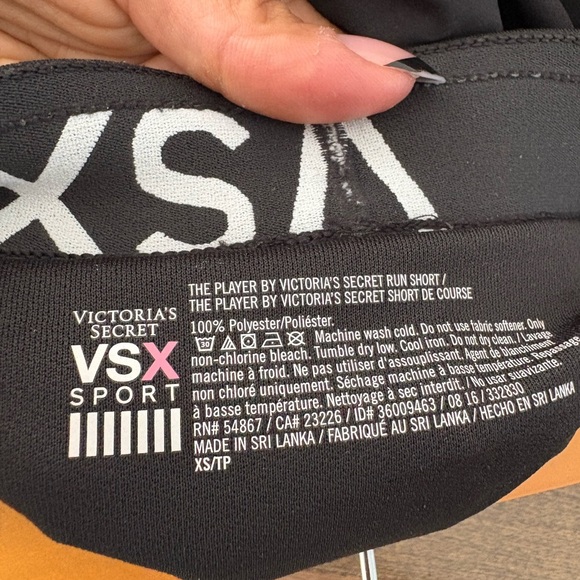 VSX
VICTORIA'S
SECRET
VSX
SPORT
THE PLAYER BY VICTORIA'S SECRET RUN SHORT /
THE PLAYER BY VICTORIA'S SECRET SHORT DE COURSE
100% Polyester/Poliéster.
30 Machine wash cold. Do not use fabric softener. Only
non-chlorine bleach. Tumble dry low. Cool iron. Do not dry clean. / Lavage
machine à froid. Ne pas utiliser d'assouplissant. Agent de blanchiment
non chloré uniquement. Séchage machine à basse température. Repassage
à basse température. Nettoyage à sec interdit. / No usar suavizante.
RN# 54867 / CA# 23226 / ID# 36009463 / 08 16 / 332830
MADE IN SRI LANKA / FABRIQUÉ AU SRI LANKA / HECHO EN SRI LANKA
XS/TP